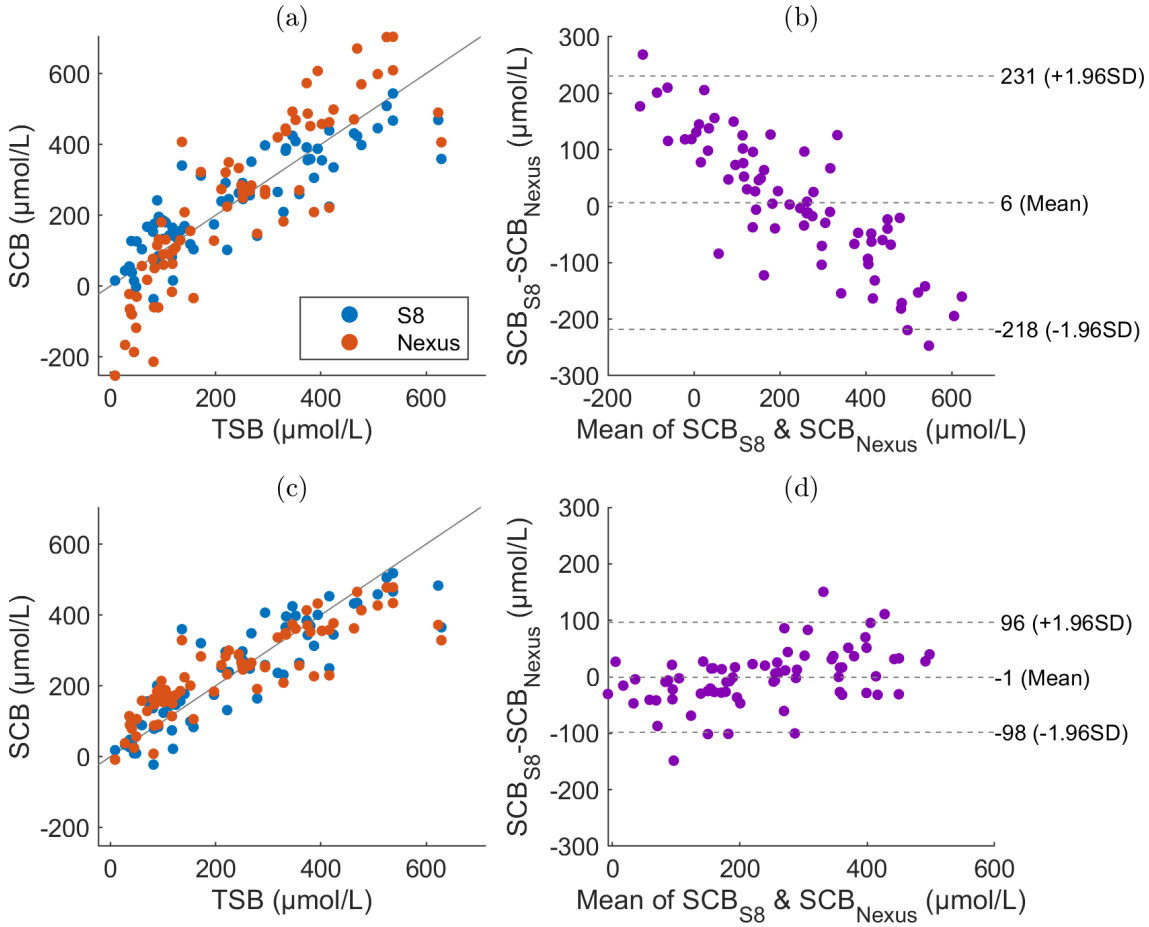 (a)
600
400
200
0
-200
0
200
400
600
SCB (μmol/L)
TSB (μmol/L)
S8
Nexus
(b)
300
200
100
0
-100
-200
-300
-200
0
200
400
600
SCB_S8-SCB_Nexus (μmol/L)
Mean of SCB_S8 & SCB_Nexus (μmol/L)
231 (+1.96SD)
6 (Mean)
-218 (-1.96SD)
(c)
600
400
200
0
-200
0
200
400
600
SCB (μmol/L)
TSB (μmol/L)
(d)
300
200
100
0
-100
-200
-300
0
200
400
600
SCB_S8-SCB_Nexus (μmol/L)
Mean of SCB_S8 & SCB_Nexus (μmol/L)
96 (+1.96SD)
-1 (Mean)
-98 (-1.96SD)